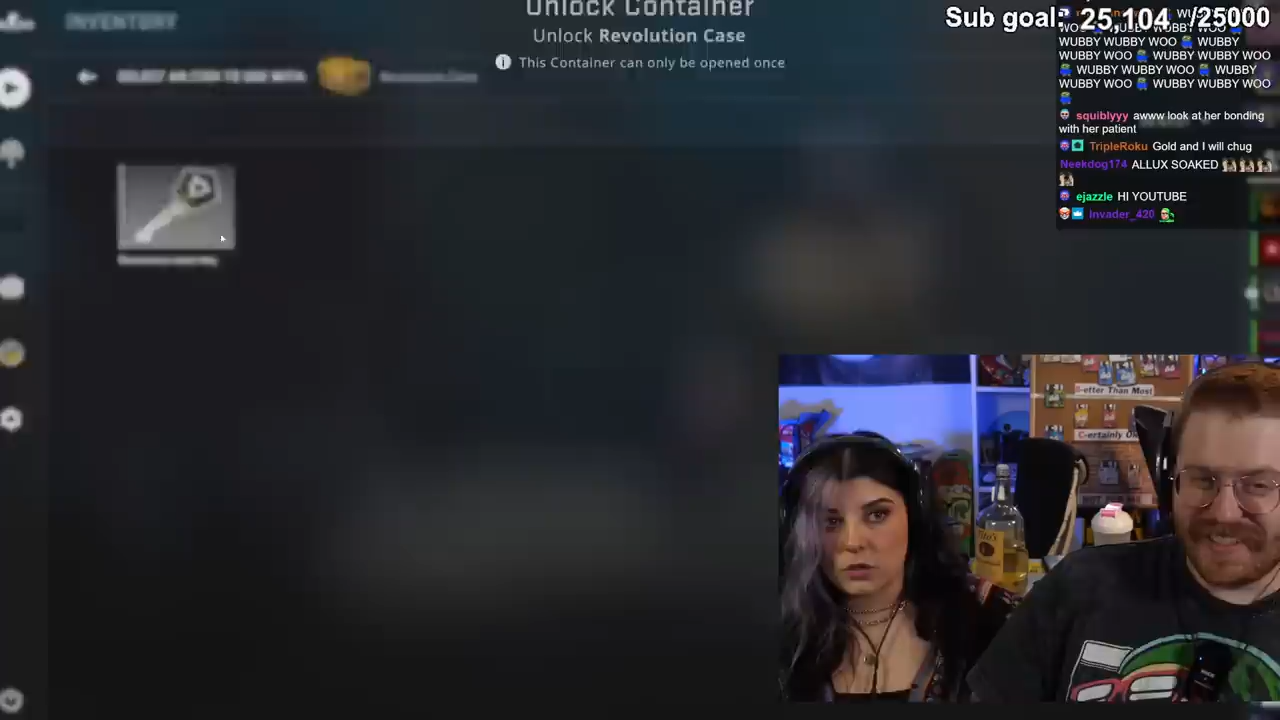 Unlock Container
Sub goal: 25,104 /25000
INVENTORY
Unlock Revolution Case
This Container can only be opened once
WUBBY WUBBY WOO WUBBY
WUBBY WOO WUBBY WUBBY WOO
WUBBY WUBBY WOO WUBBY
WUBBY WOO WUBBY WUBBY WOO
squiblyyy awww look at her bonding
with her patient
TripleRoku Gold and I will chug
Neekdog174 ALLUX SOAKED
ejazzle HI YOUTUBE
Invader_420
B-etter Than Most
C-ertainly